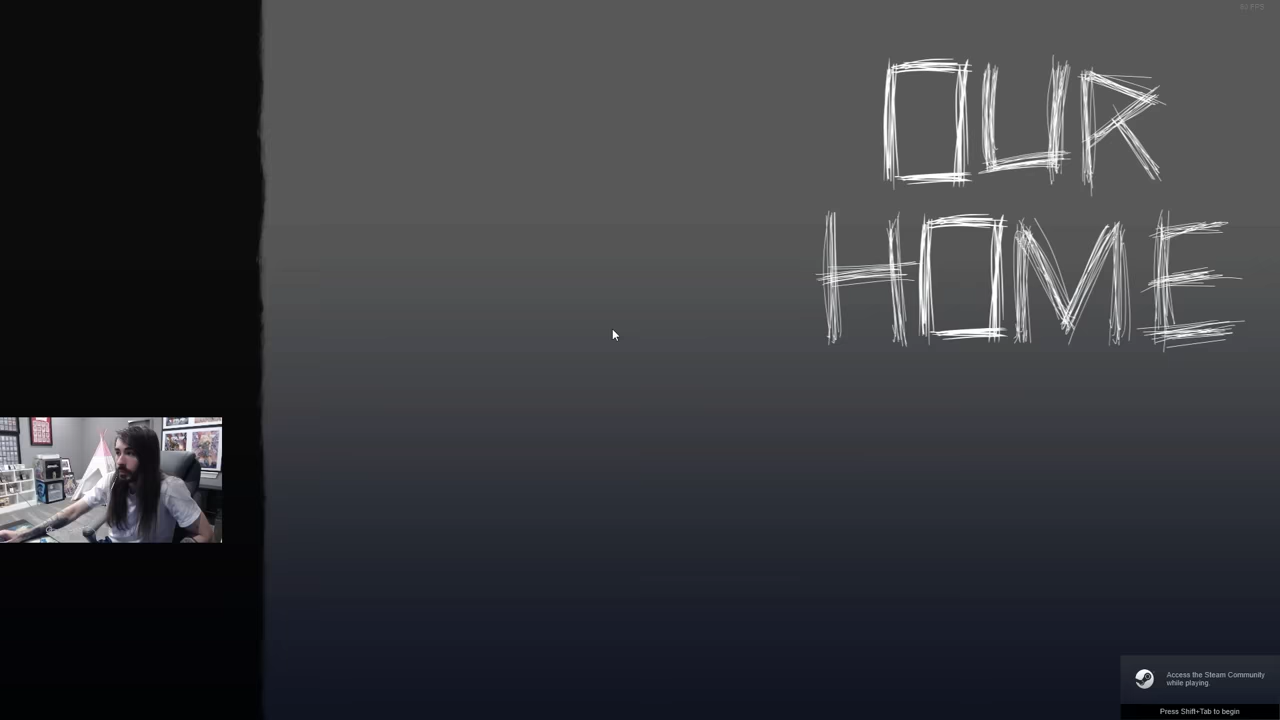 OUR
HOME
Access the Steam Community
while playing.
Press Shift+Tab to begin